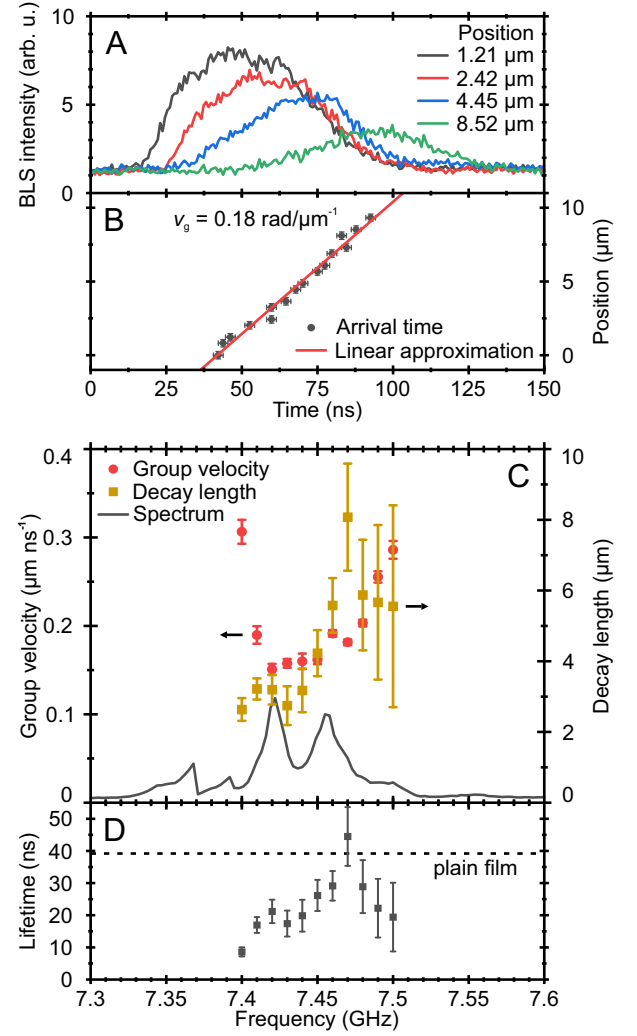 A
Position
1.21 µm
2.42 µm
4.45 µm
8.52 µm
BLS intensity (arb. u.)
10
5
0
B
v_g = 0.18 rad/µm⁻¹
Arrival time
Linear approximation
10
5
0
Position (µm)
0 25 50 75 100 125 150
Time (ns)
C
Group velocity
Decay length
Spectrum
Group velocity (µm ns⁻¹)
0.4
0.3
0.2
0.1
0
10
8
6
4
2
0
Decay length (µm)
D
plain film
Lifetime (ns)
50
40
30
20
10
0
7.3 7.35 7.4 7.45 7.5 7.55 7.6
Frequency (GHz)